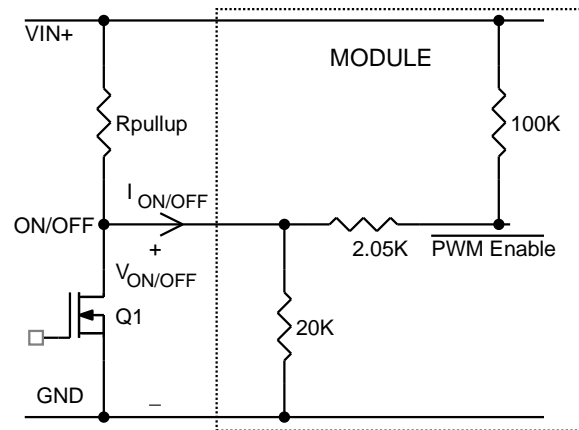 VIN+
MODULE
Rpullup
100K
I ON/OFF
ON/OFF
+
2.05K
PWM Enable
V ON/OFF
Q1
20K
GND
_